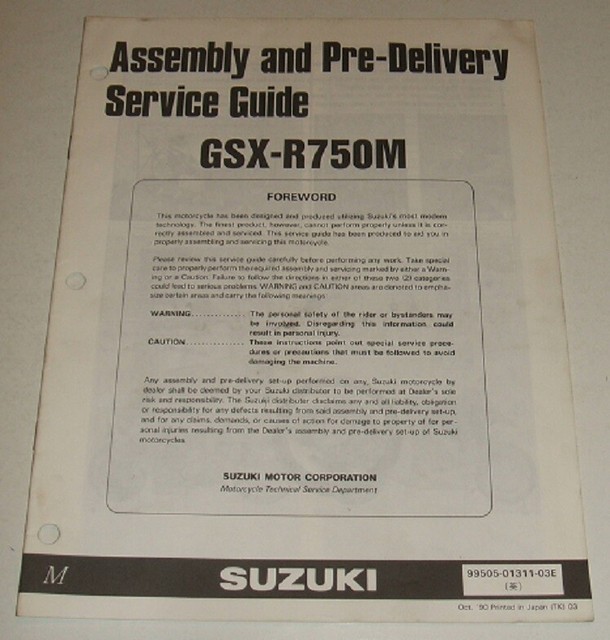 Assembly and Pre-Delivery
Service Guide
GSX-R750M
FOREWORD
This motorcycle has been designed and produced utilizing Suzuki's most modern
technology. The finest product, however, cannot perform properly unless it is cor-
rectly assembled and serviced. This service guide has been produced to aid you in
properly assembling and servicing this motorcycle.
Please review this service guide carefully before performing any work. Take special
care to properly perform the required assembly and servicing marked by either a Warn-
ing or a Caution. Failure to follow the directions in either of these two (2) categories
could lead to serious problems. WARNING and CAUTION areas are denoted to empha-
size certain areas and carry the following meanings.
WARNING............... The personal safety of the rider or bystanders may
be involved. Disregarding this information could
result in personal injury.
CAUTION................ These instructions point out special service proce-
dures or precautions that must be followed to avoid
damaging the machine.
Any assembly and pre-delivery set-up performed on any, Suzuki motorcycle by
dealer shall be deemed by your Suzuki distributor to be performed at Dealer's sole
risk and responsibility. The Suzuki distributor disclaims any and all liability, obligation
or responsibility for any defects resulting from said assembly and pre-delivery set-up,
and for any claims, demands, or causes of action for damage to property of for per-
sonal injuries resulting from the Dealer's assembly and pre-delivery set-up of Suzuki
motorcycles.
SUZUKI MOTOR CORPORATION
Motorcycle Technical Service Department
M SUZUKI 99505-01311-03E
(英)
Oct. '90 Printed in Japan (TK) 03